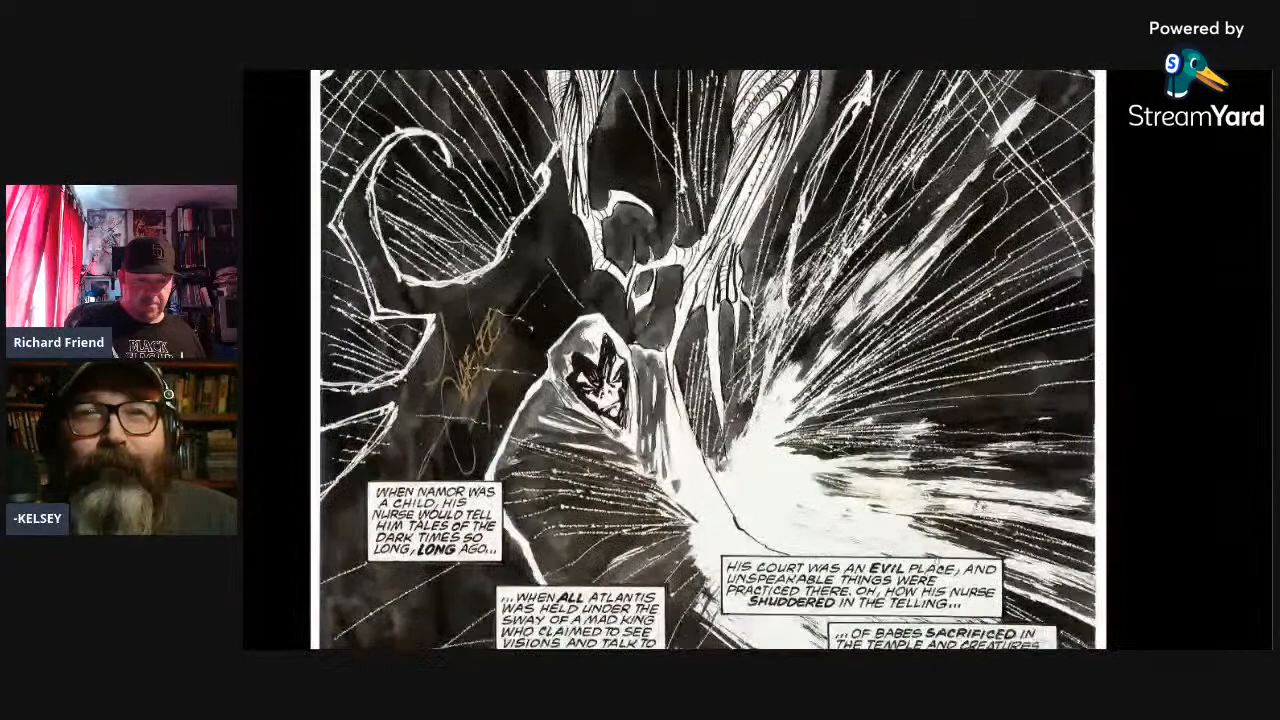 Powered by
StreamYard
Richard Friend
BLACK
-KELSEY
WHEN NAMOR WAS
A CHILD, HIS
NURSE WOULD TELL
HIM TALES OF THE
DARK TIMES SO
LONG, LONG AGO...
...WHEN ALL ATLANTIS
WAS HELD UNDER THE
SWAY OF A MAD KING
WHO CLAIMED TO SEE
VISIONS AND TALK TO
HIS COURT WAS AN EVIL PLACE, AND
UNSPEAKABLE THINGS WERE
PRACTICED THERE. OH, HOW HIS NURSE
SHUDDERED IN THE TELLING...
...OF BABES SACRIFICED IN
THE TEMPLE AND CREATURES